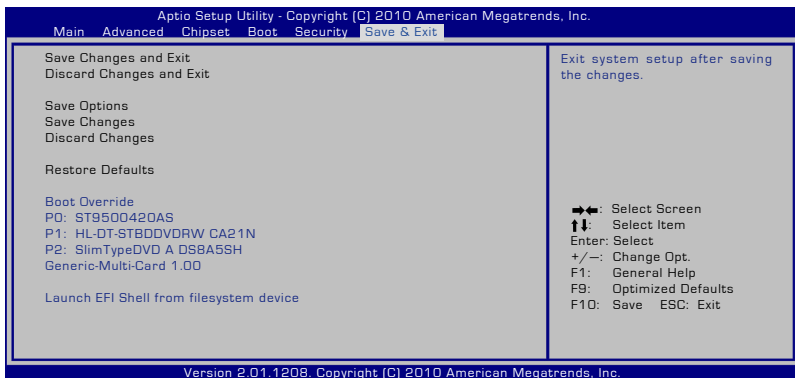 Aptio Setup Utility - Copyright (C) 2010 American Megatrends, Inc.
Main Advanced Chipset Boot Security Save & Exit
Save Changes and Exit
Discard Changes and Exit
Save Options
Save Changes
Discard Changes
Restore Defaults
Boot Override
P0: ST9500420AS
P1: HL-DT-STBDDVDRW CA21N
P2: SlimTypeDVD A DS8A5SH
Generic-Multi-Card 1.00
Launch EFI Shell from filesystem device
Exit system setup after saving
the changes.
→←: Select Screen
↑↓: Select Item
Enter: Select
+/—: Change Opt.
F1: General Help
F9: Optimized Defaults
F10: Save ESC: Exit
Version 2.01.1208. Copyright (C) 2010 American Megatrends, Inc.